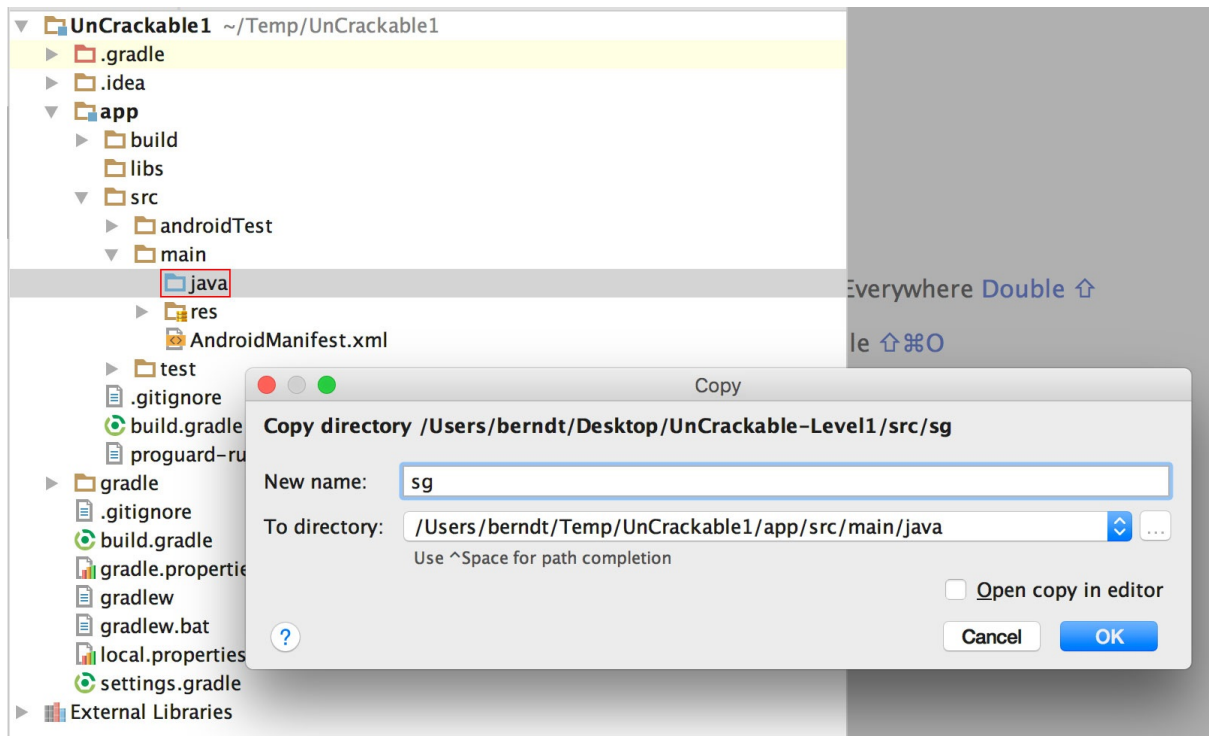 UnCrackable1 ~/Temp/UnCrackable1
.gradle
.idea
app
build
libs
src
androidTest
main
java
res
AndroidManifest.xml
test
.gitignore
build.gradle
proguard-ru
gradle
.gitignore
build.gradle
gradle.propertie
gradlew
gradlew.bat
local.properties
settings.gradle
External Libraries
Everywhere Double ⇧
le ⇧⌘O
Copy
Copy directory /Users/berndt/Desktop/UnCrackable-Level1/src/sg
New name: sg
To directory: /Users/berndt/Temp/UnCrackable1/app/src/main/java ...
Use ^Space for path completion
Open copy in editor
? Cancel OK